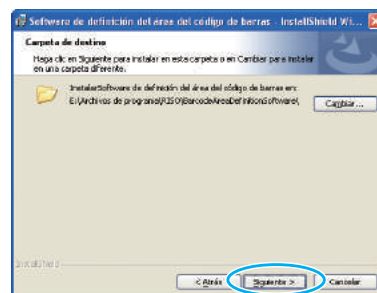 Software de definición del área del código de barras - InstallShield Wi...
Carpeta de destino
Haga clic en Siguiente para instalar en esta carpeta o en Cambiar para instalar
en una carpeta diferente.
InstalarSoftware de definición del área del código de barras en:
E:\Archivos de programa\RISO\BarcodeAreaDefinitionSoftware\
Cambiar...
InstallShield
< Atrás
Siguiente >
Cancelar